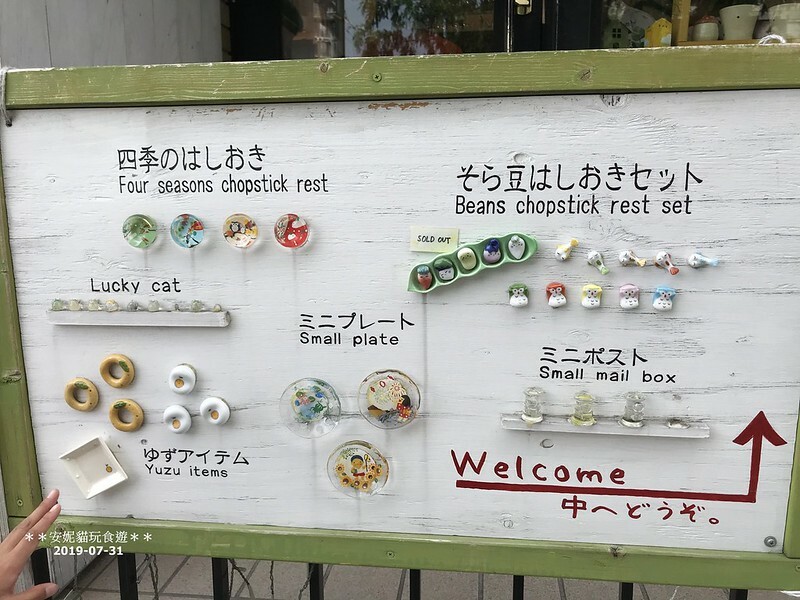 四季のはしおき
Four seasons chopstick rest
そら豆はしおきセット
Beans chopstick rest set
SOLD OUT
Lucky cat
ミニプレート
Small plate
ミニポスト
Small mail box
ゆずアイテム
Yuzu items
Welcome
中へどうぞ。
**安妮貓玩食遊**
2019-07-31